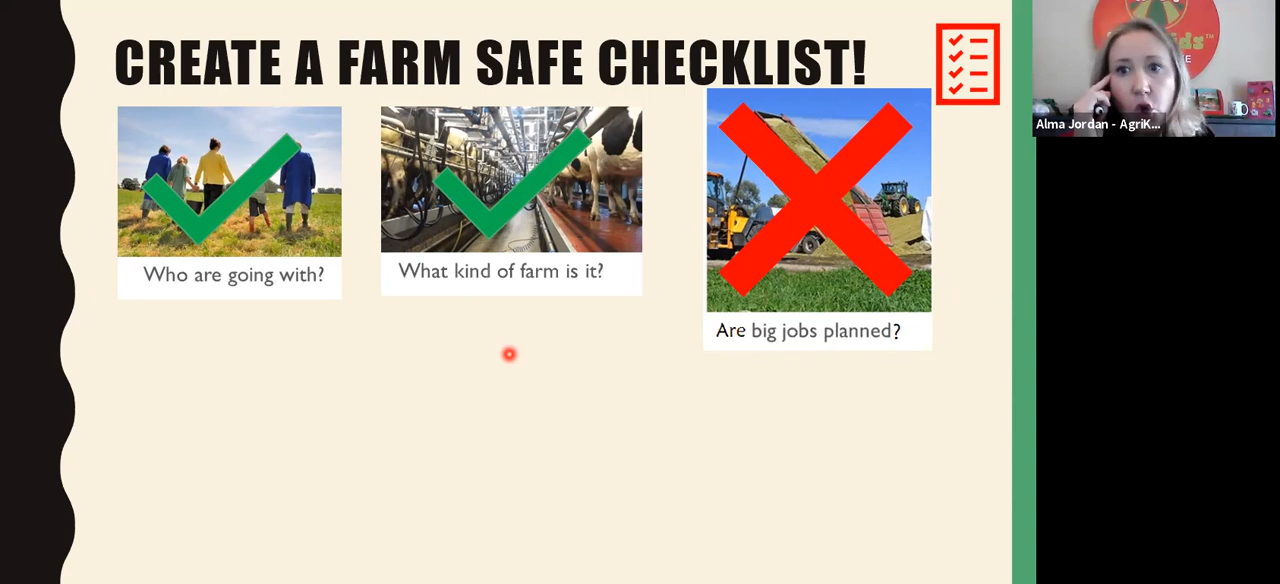 CREATE A FARM SAFE CHECKLIST!
Who are going with?
What kind of farm is it?
Are big jobs planned?
Alma Jordan - AgriK...